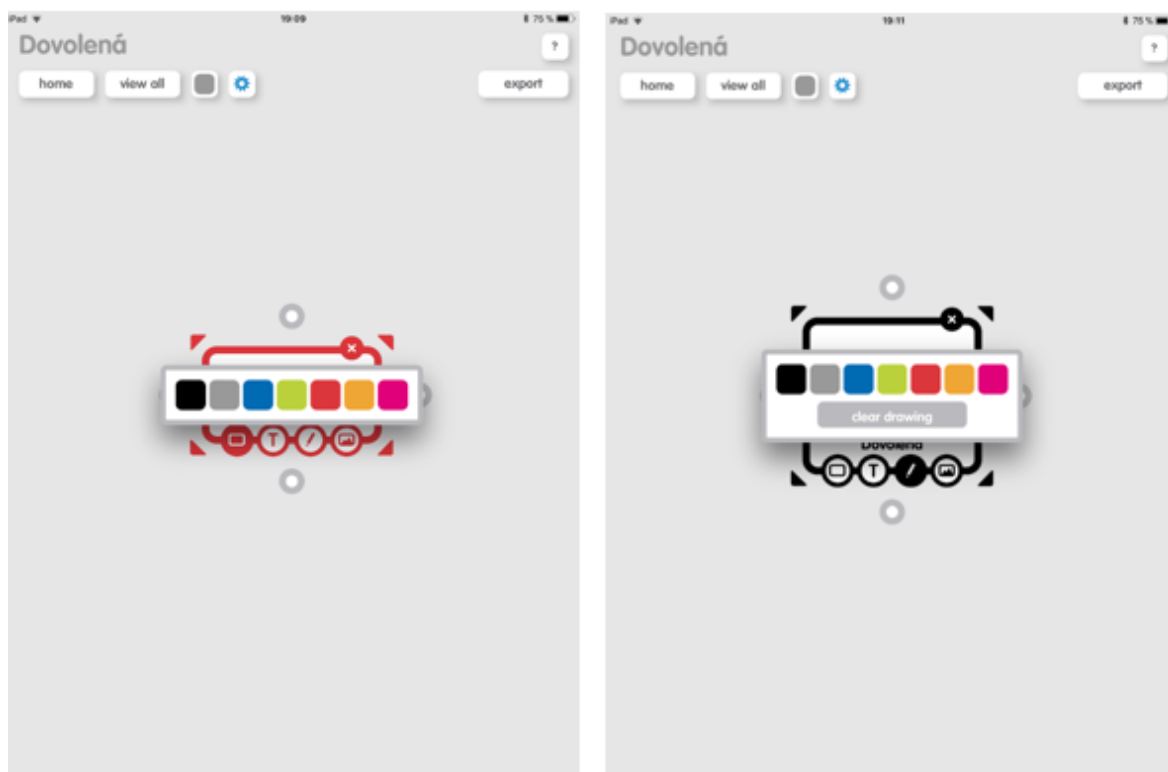 iPad 19:09 75 %
Dovolená ?
home view all export
T
iPad 19:11 75 %
Dovolená ?
home view all export
clear drawing
Dovolená
T